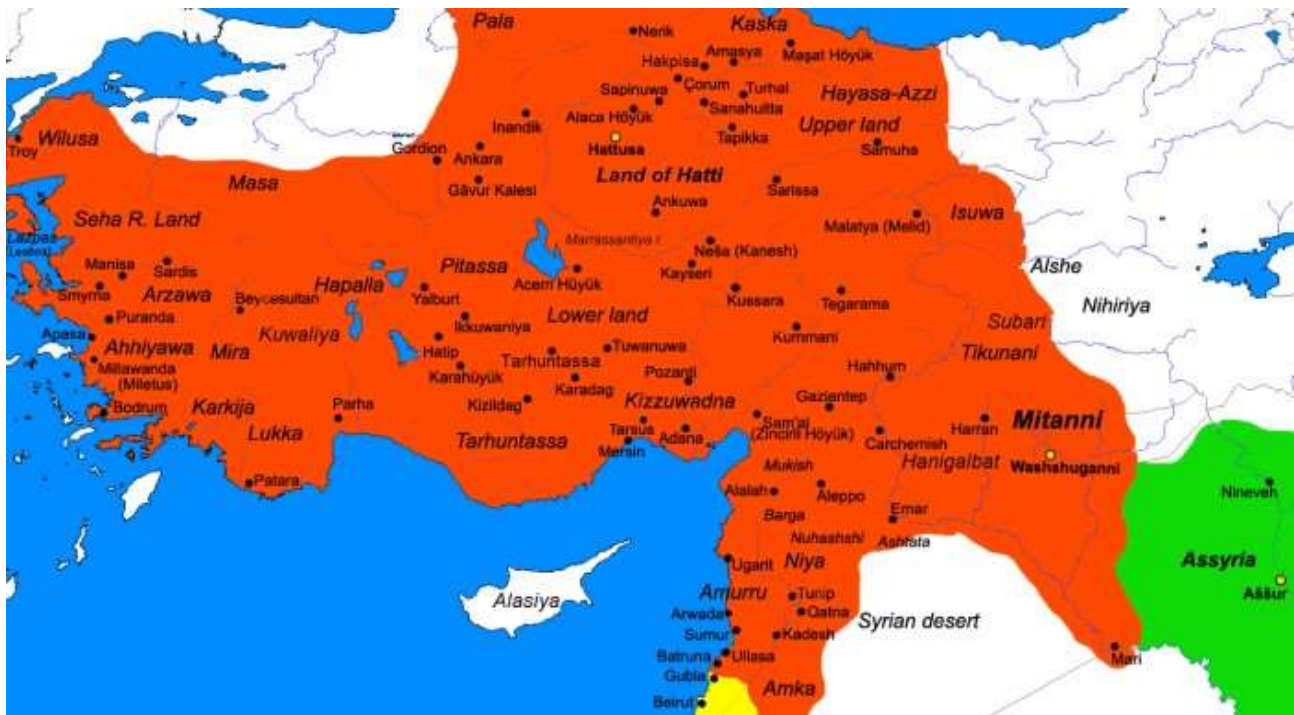 Pala
Kaska
Nerik
Amasya
Maşat Höyük
Hakpisa
Çorum
Turhal
Hayasa-Azzi
Sapinuwa
Sanahuitta
Inandik
Alaca Höyük
Upper land
Wilusa
Troy
Gordion
Ankara
Hattusa
Tapikka
Samuha
Masa
Gâvur Kalesi
Land of Hatti
Sarissa
Seha R. Land
Ankuwa
Malatya (Melid)
Isuwa
Lazpas
(Lesbos)
Marrassantiya r.
Neša (Kanesh)
Manisa
Sardis
Pitassa
Kayseri
Alshe
Smyrna
Arzawa
Hapalla
Yalburt
Acem Hüyük
Kussara
Tegarama
Nihiriya
Beycesultan
Puranda
Ikkuwaniya
Lower land
Subari
Apasa
Kuwaliya
Kummani
Ahhiyawa
Mira
Hatip
Tarhuntassa
Tuwanuwa
Tikunani
Millawanda
(Miletus)
Karahüyük
Karadag
Pozanti
Hahhum
Bodrum
Karkija
Parha
Kizildag
Kizzuwadna
Gaziantep
Lukka
Tarhuntassa
Tarsus
Adana
Sam'al
(Zincirli Höyük)
Carchemish
Harran
Mitanni
Mersin
Hanigalbat
Washshuganni
Patara
Mukish
Alalah
Aleppo
Nineveh
Barga
Emar
Nuhashshi
Ashtata
Ugarit
Niya
Assyria
Aššur
Alasiya
Amurru
Tunip
Arwada
Qatna
Syrian desert
Sumur
Kadesh
Batruna
Ullasa
Mari
Gubla
Amka
Beirut